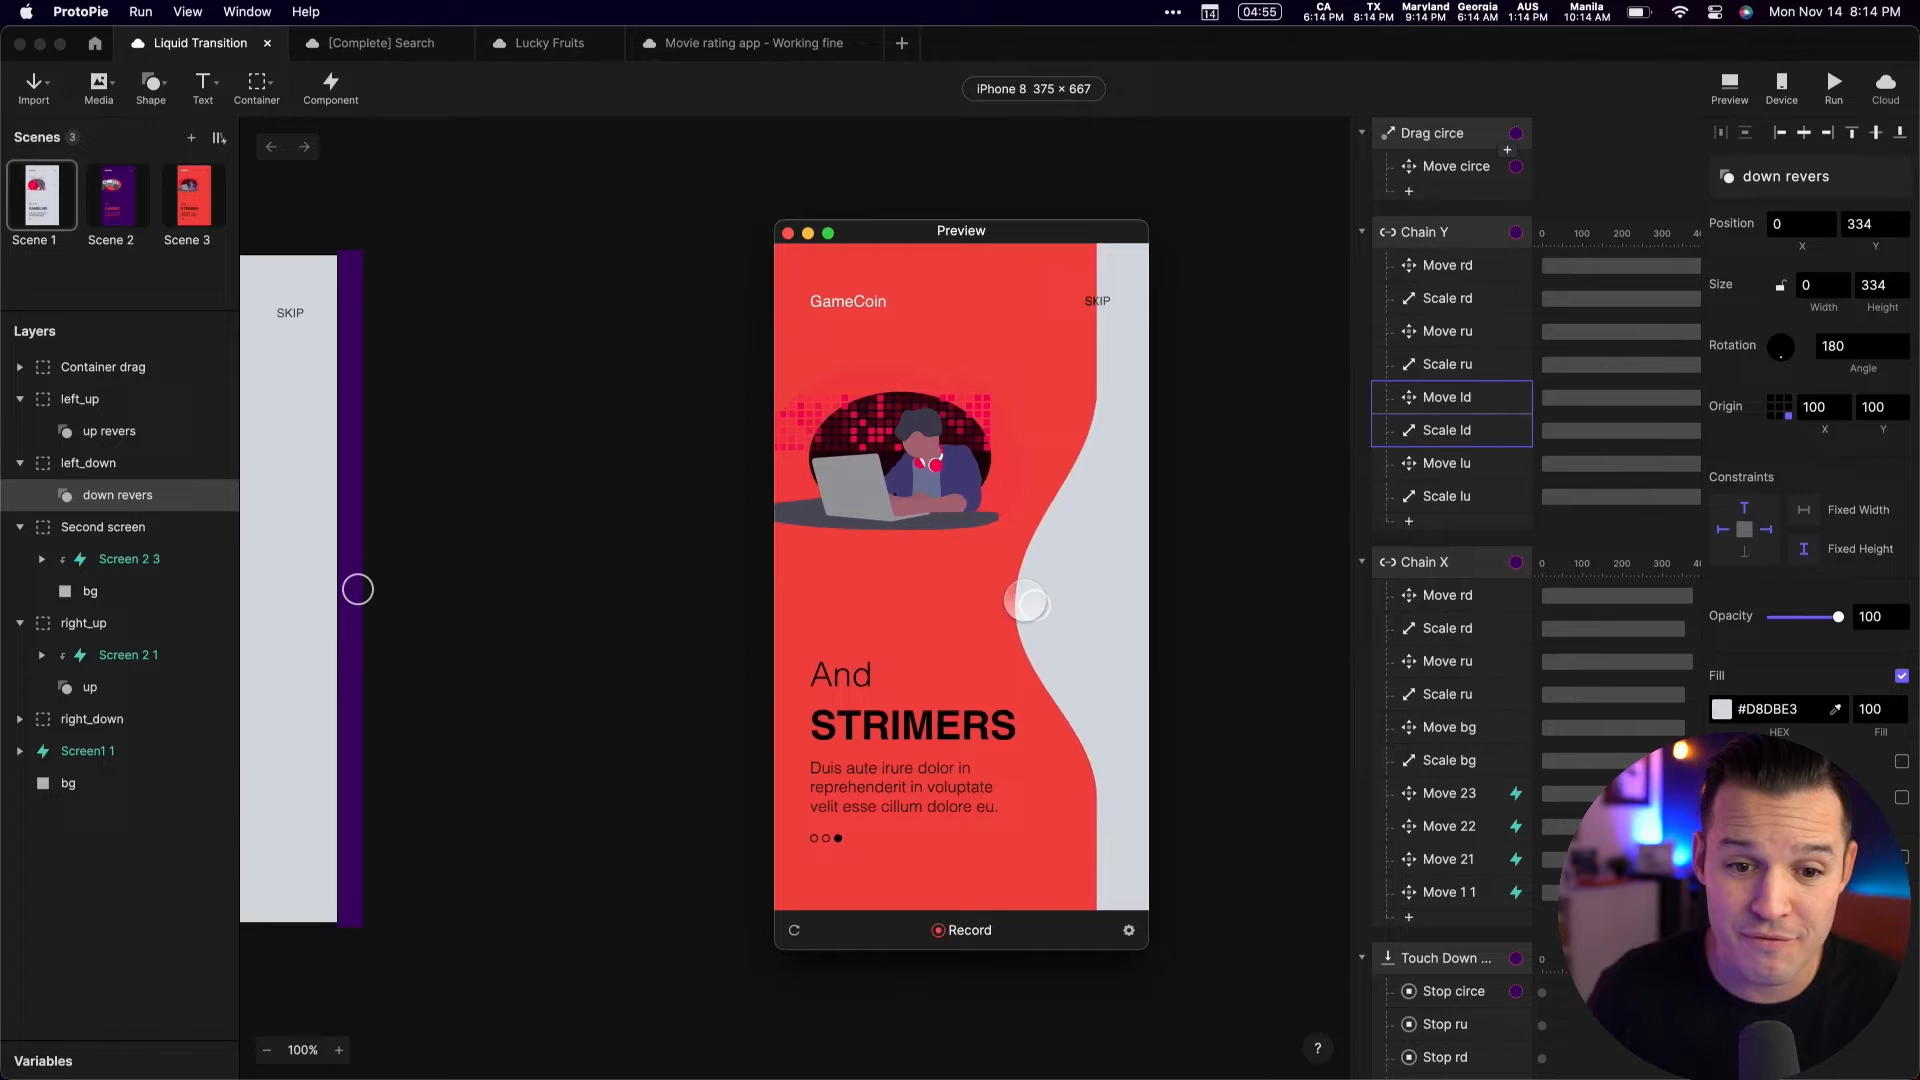 ProtoPie Run View Window Help
••• 14 04:55
CA 6:14 PM
TX 8:14 PM
Maryland 9:14 PM
Georgia 6:14 AM
AUS 1:14 PM
Manila 10:14 AM
Mon Nov 14 8:14 PM
Liquid Transition
[Complete] Search
Lucky Fruits
Movie rating app - Working fine
Import
Media
Shape
Text
Container
Component
iPhone 8 375 × 667
Preview
Device
Run
Cloud
Scenes 3
Scene 1
Scene 2
Scene 3
Layers
Container drag
left_up
up revers
left_down
down revers
Second screen
Screen 2 3
bg
right_up
Screen 2 1
up
right_down
Screen1 1
bg
Variables
SKIP
100%
Preview
GameCoin
SKIP
And
STRIMERS
Duis aute irure dolor in
reprehenderit in voluptate
velit esse cillum dolore eu.
Record
?
Drag circe
Move circe
Chain Y
0 100 200 300
Move rd
Scale rd
Move ru
Scale ru
Move ld
Scale ld
Move lu
Scale lu
Chain X
0 100 200 300
Move rd
Scale rd
Move ru
Scale ru
Move bg
Scale bg
Move 23
Move 22
Move 21
Move 1 1
Touch Down ...
0
Stop circe
Stop ru
Stop rd
down revers
Position 0 334
X Y
Size 0 334
Width Height
Rotation 180
Angle
Origin 100 100
X Y
Constraints
Fixed Width
Fixed Height
Opacity 100
Fill
#D8DBE3 100
HEX Fill